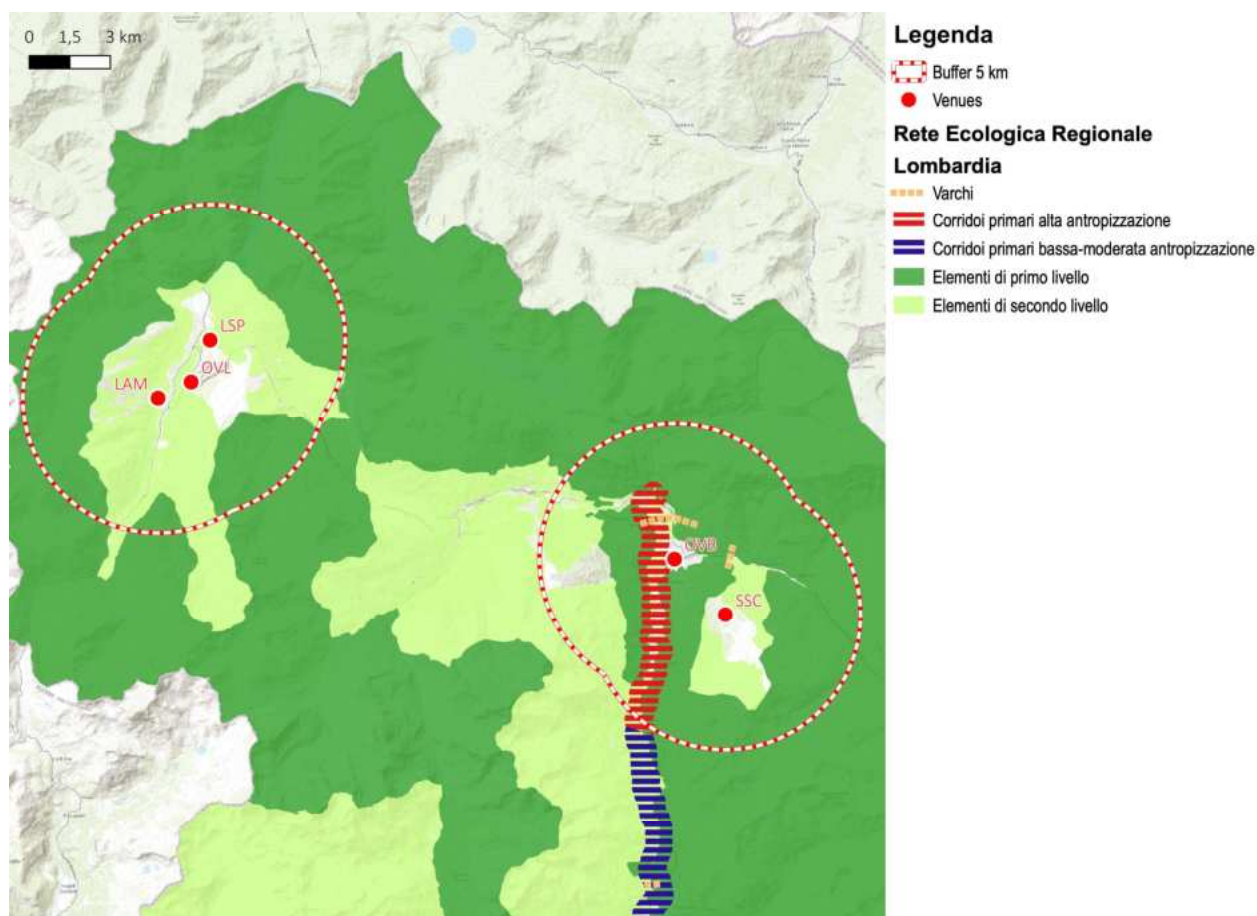 0 1,5 3 km
LSP
OVL
LAM
OVB
SSC
Legenda
Buffer 5 km
Venues
Rete Ecologica Regionale
Lombardia
Varchi
Corridoi primari alta antropizzazione
Corridoi primari bassa-moderata antropizzazione
Elementi di primo livello
Elementi di secondo livello